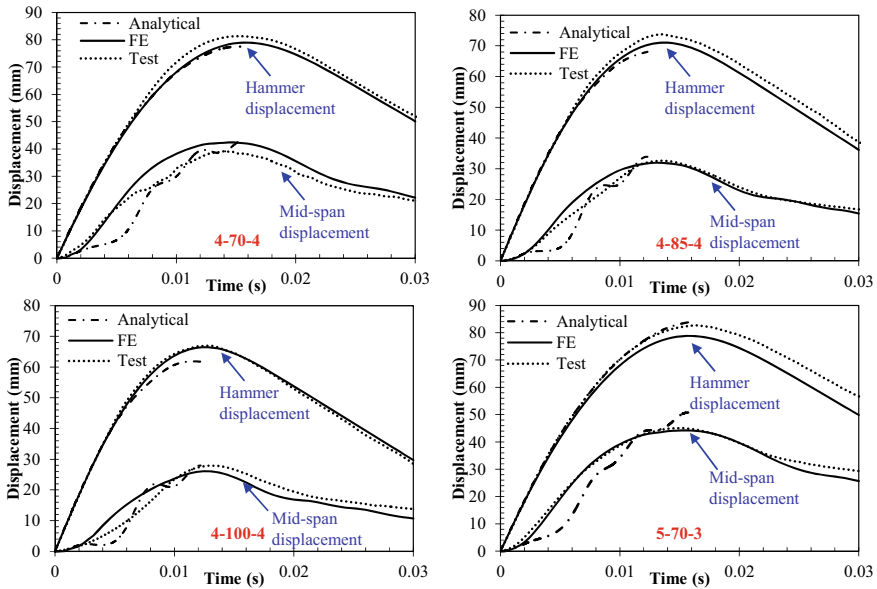 90
80
70
60
50
40
30
20
10
0
Displacement (mm)
Analytical
FE
Test
Hammer
displacement
Mid-span
displacement
4-70-4
0
0.01
0.02
0.03
Time (s)
80
70
60
50
40
30
20
10
0
Displacement (mm)
Analytical
FE
Test
Hammer
displacement
Mid-span
displacement
4-85-4
0
0.01
0.02
0.03
Time (s)
80
70
60
50
40
30
20
10
0
Displacement (mm)
Analytical
FE
Test
Hammer
displacement
Mid-span
displacement
4-100-4
0
0.01
0.02
0.03
Time (s)
90
80
70
60
50
40
30
20
10
0
Displacement (mm)
Analytical
FE
Test
Hammer
displacement
Mid-span
displacement
5-70-3
0
0.01
0.02
0.03
Time (s)